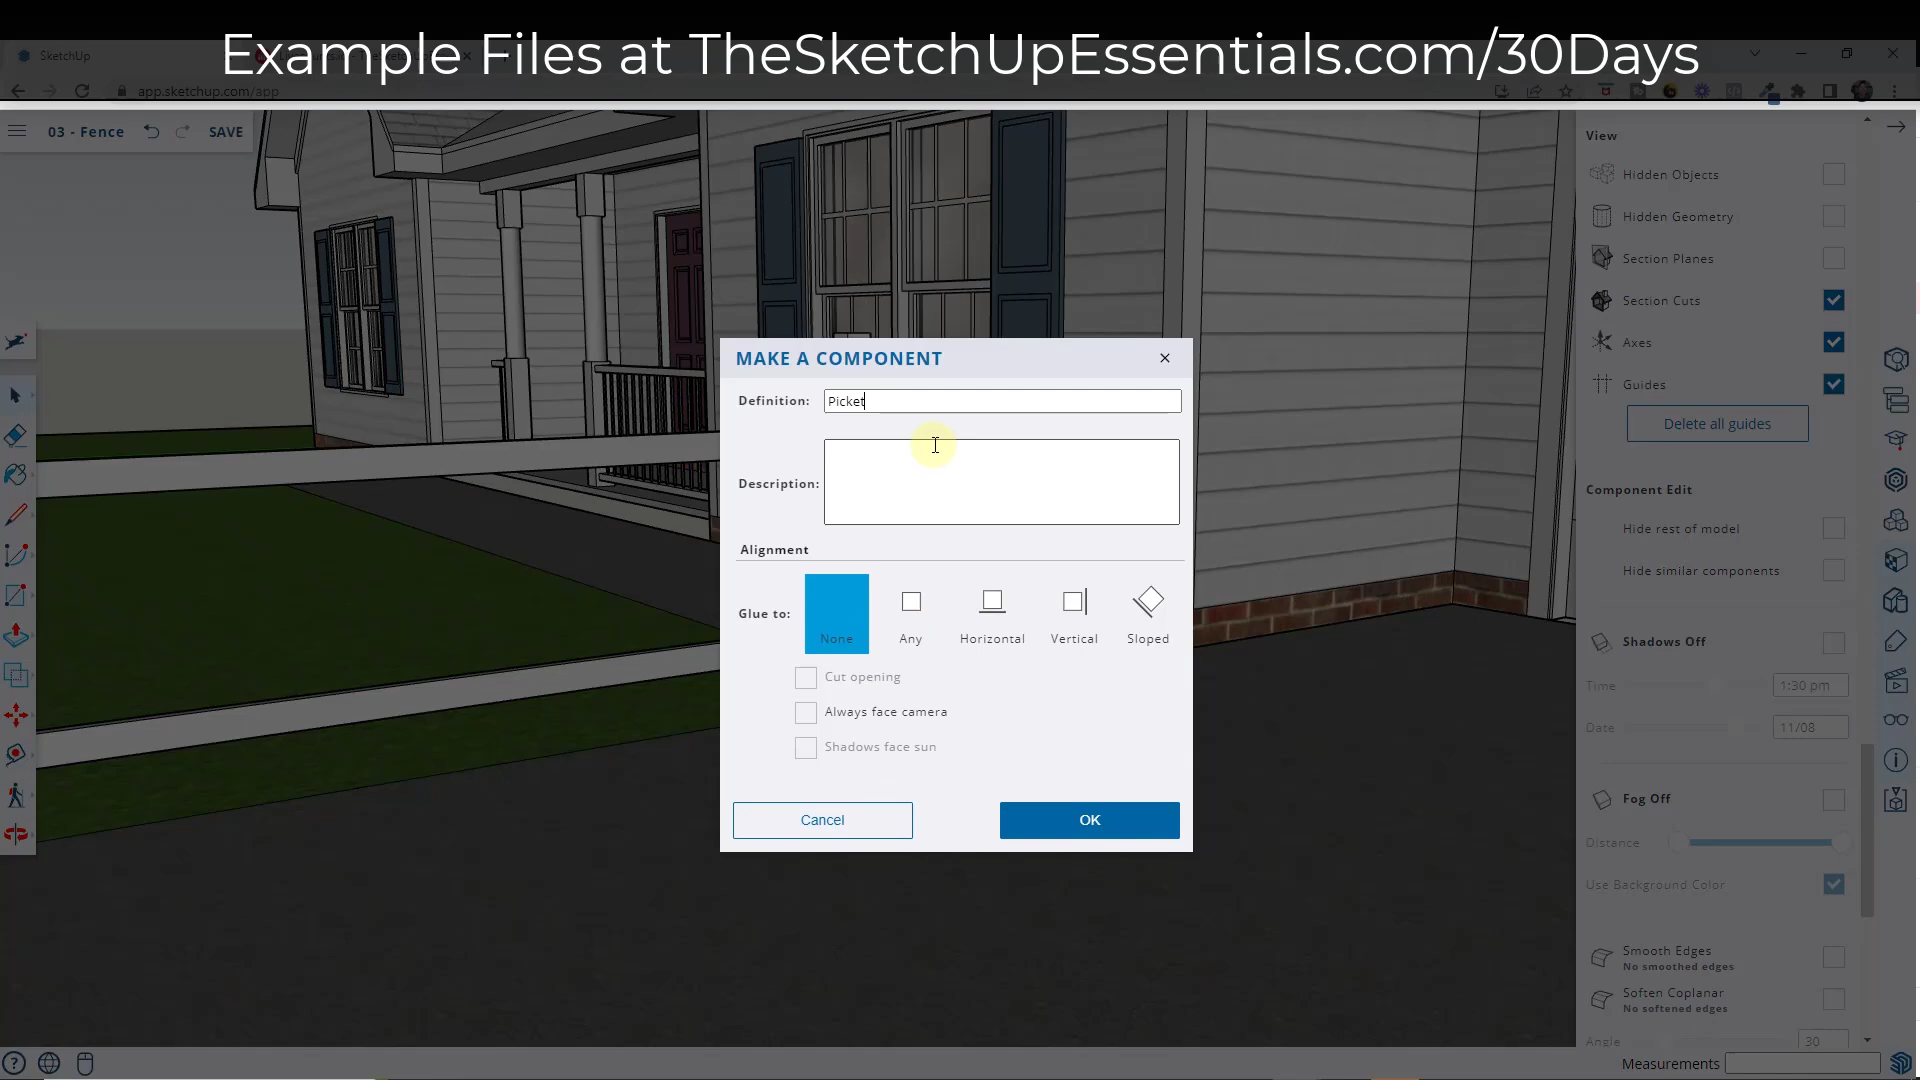 Example Files at TheSketchUpEssentials.com/30Days
SketchUp
app.sketchup.com/app
03 - Fence
SAVE
View
Hidden Objects
Hidden Geometry
Section Planes
Section Cuts
Axes
Guides
Delete all guides
Component Edit
Hide rest of model
Hide similar components
Shadows Off
Time
1:30 pm
Date
11/08
Fog Off
Distance
Use Background Color
Smooth Edges
No smoothed edges
Soften Coplanar
No softened edges
Angle
30
MAKE A COMPONENT
Definition:
Picket
Description:
Alignment
Glue to:
None
Any
Horizontal
Vertical
Sloped
Cut opening
Always face camera
Shadows face sun
Cancel
OK
Measurements